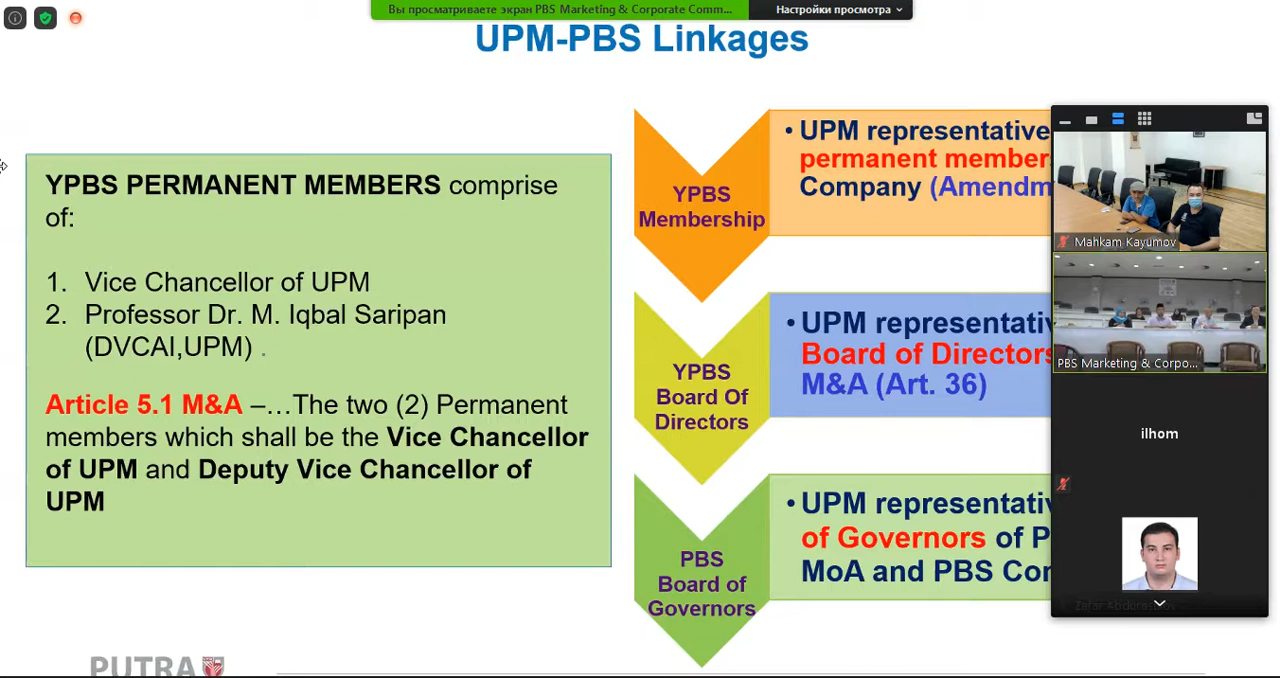 Вы просматриваете экран PBS Marketing & Corporate Comm...
Настройки просмотра
UPM-PBS Linkages
YPBS PERMANENT MEMBERS comprise
of:
1. Vice Chancellor of UPM
2. Professor Dr. M. Iqbal Saripan
(DVCAI,UPM) .
Article 5.1 M&A –…The two (2) Permanent
members which shall be the Vice Chancellor
of UPM and Deputy Vice Chancellor of
UPM
YPBS
Membership
• UPM representative
permanent member
Company (Amendm
YPBS
Board Of
Directors
• UPM representativ
Board of Directors
M&A (Art. 36)
PBS
Board of
Governors
• UPM representativ
of Governors of P
MoA and PBS Con
Mahkam Kayumov
PBS Marketing & Corpo...
ilhom
Zafar Abdurasulov
PUTRA